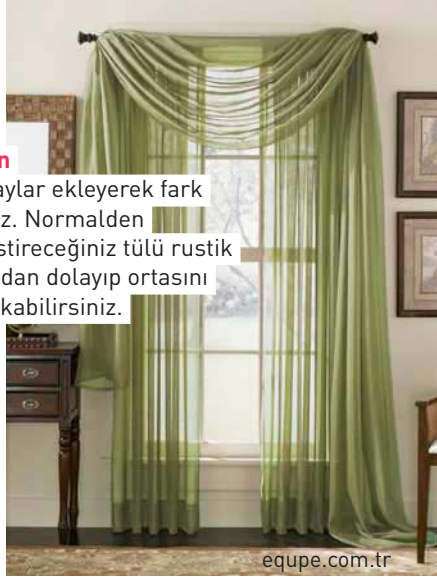 n
aylar ekleyerek fark
z. Normalden
stireceğiniz tülü rustik
dan dolayıp ortasını
kabilirsiniz.
equpe.com.tr